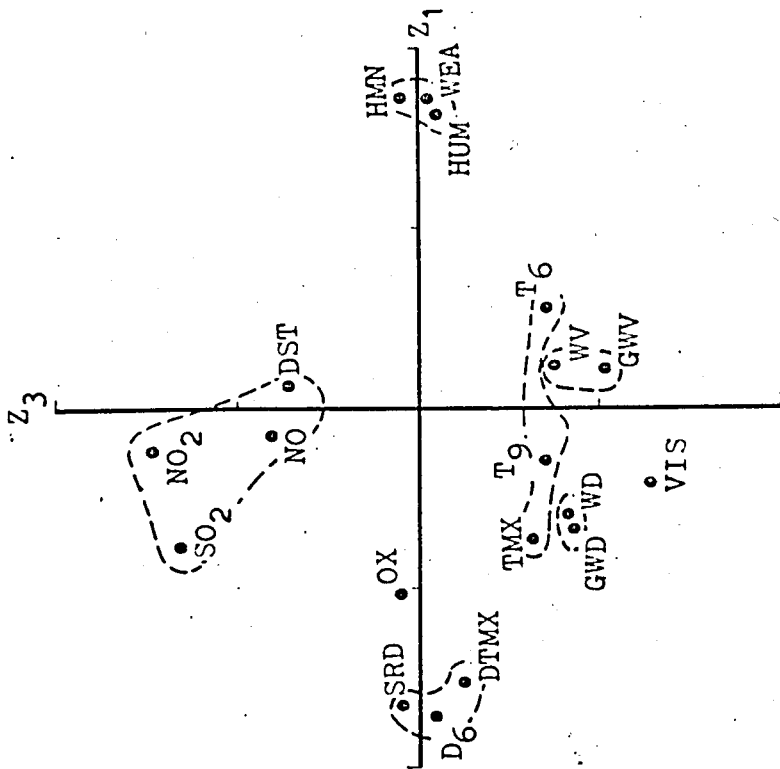 Z3
NO2
SO2
NO
DST
HMN
Z1
WEA
HUM
OX
SRD
D6
DTMX
T6
T9
TMX
WV
GWV
WD
GWD
VIS